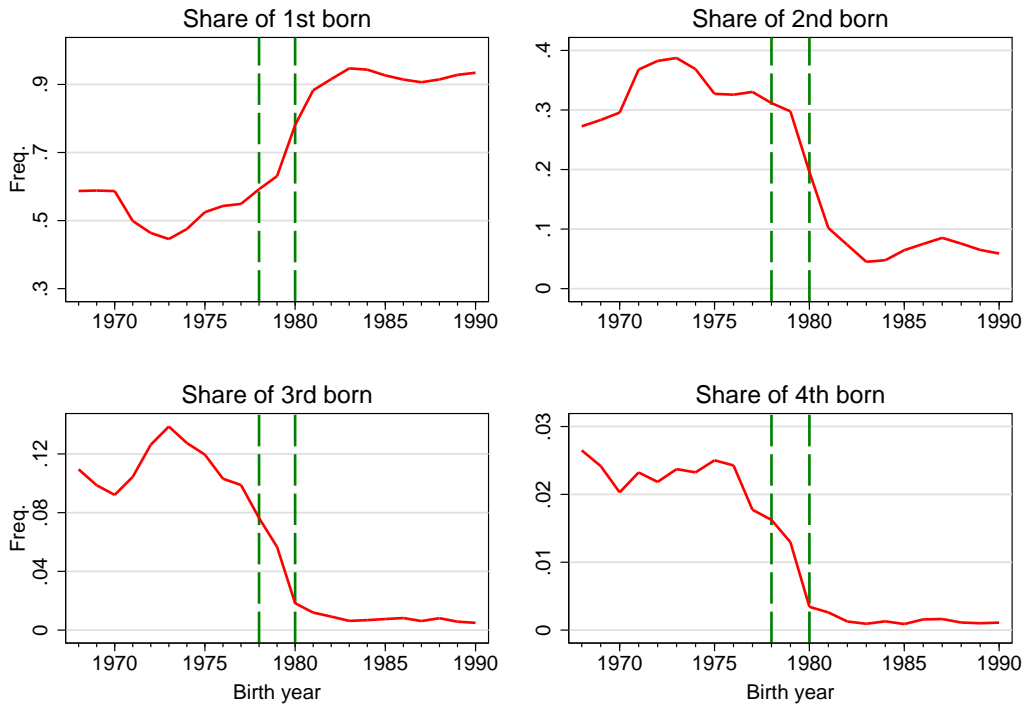 Share of 1st born
Freq.
.3 .5 .7 .9
1970 1975 1980 1985 1990
Share of 2nd born
0 .1 .2 .3 .4
1970 1975 1980 1985 1990
Share of 3rd born
Freq.
0 .04 .08 .12
1970 1975 1980 1985 1990
Birth year
Share of 4th born
0 .01 .02 .03
1970 1975 1980 1985 1990
Birth year